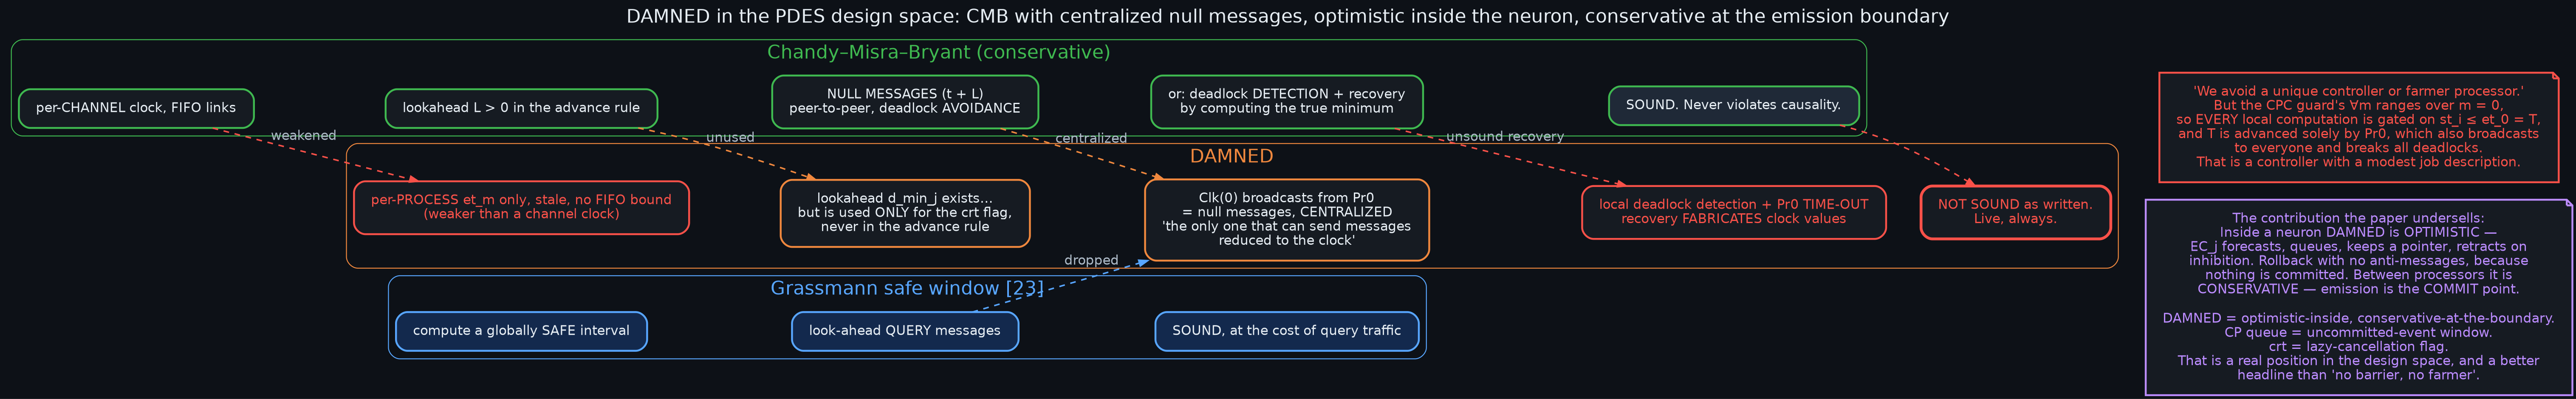 DAMNED in the PDES design space: CMB with centralized null messages, optimistic inside the neuron, conservative at the emission boundary
Chandy–Misra–Bryant (conservative)
per-CHANNEL clock, FIFO links
lookahead L > 0 in the advance rule
NULL MESSAGES (t + L)
peer-to-peer, deadlock AVOIDANCE
or: deadlock DETECTION + recovery
by computing the true minimum
SOUND. Never violates causality.
weakened
unused
centralized
unsound recovery
DAMNED
per-PROCESS et_m only, stale, no FIFO bound
(weaker than a channel clock)
lookahead d_min_j exists...
but is used ONLY for the crt flag,
never in the advance rule
Clk(0) broadcasts from Pr0
= null messages, CENTRALIZED
'the only one that can send messages
reduced to the clock'
local deadlock detection + Pr0 TIME-OUT
recovery FABRICATES clock values
NOT SOUND as written.
Live, always.
dropped
Grassmann safe window [23]
compute a globally SAFE interval
look-ahead QUERY messages
SOUND, at the cost of query traffic
'We avoid a unique controller or farmer processor.'
But the CPC guard's ∀m ranges over m = 0,
so EVERY local computation is gated on st_i ≤ et_0 = T,
and T is advanced solely by Pr0, which also broadcasts
to everyone and breaks all deadlocks.
That is a controller with a modest job description.
The contribution the paper undersells:
Inside a neuron DAMNED is OPTIMISTIC —
EC_j forecasts, queues, keeps a pointer, retracts on
inhibition. Rollback with no anti-messages, because
nothing is committed. Between processors it is
CONSERVATIVE — emission is the COMMIT point.
DAMNED = optimistic-inside, conservative-at-the-boundary.
CP queue = uncommitted-event window.
crt = lazy-cancellation flag.
That is a real position in the design space, and a better
headline than 'no barrier, no farmer'.